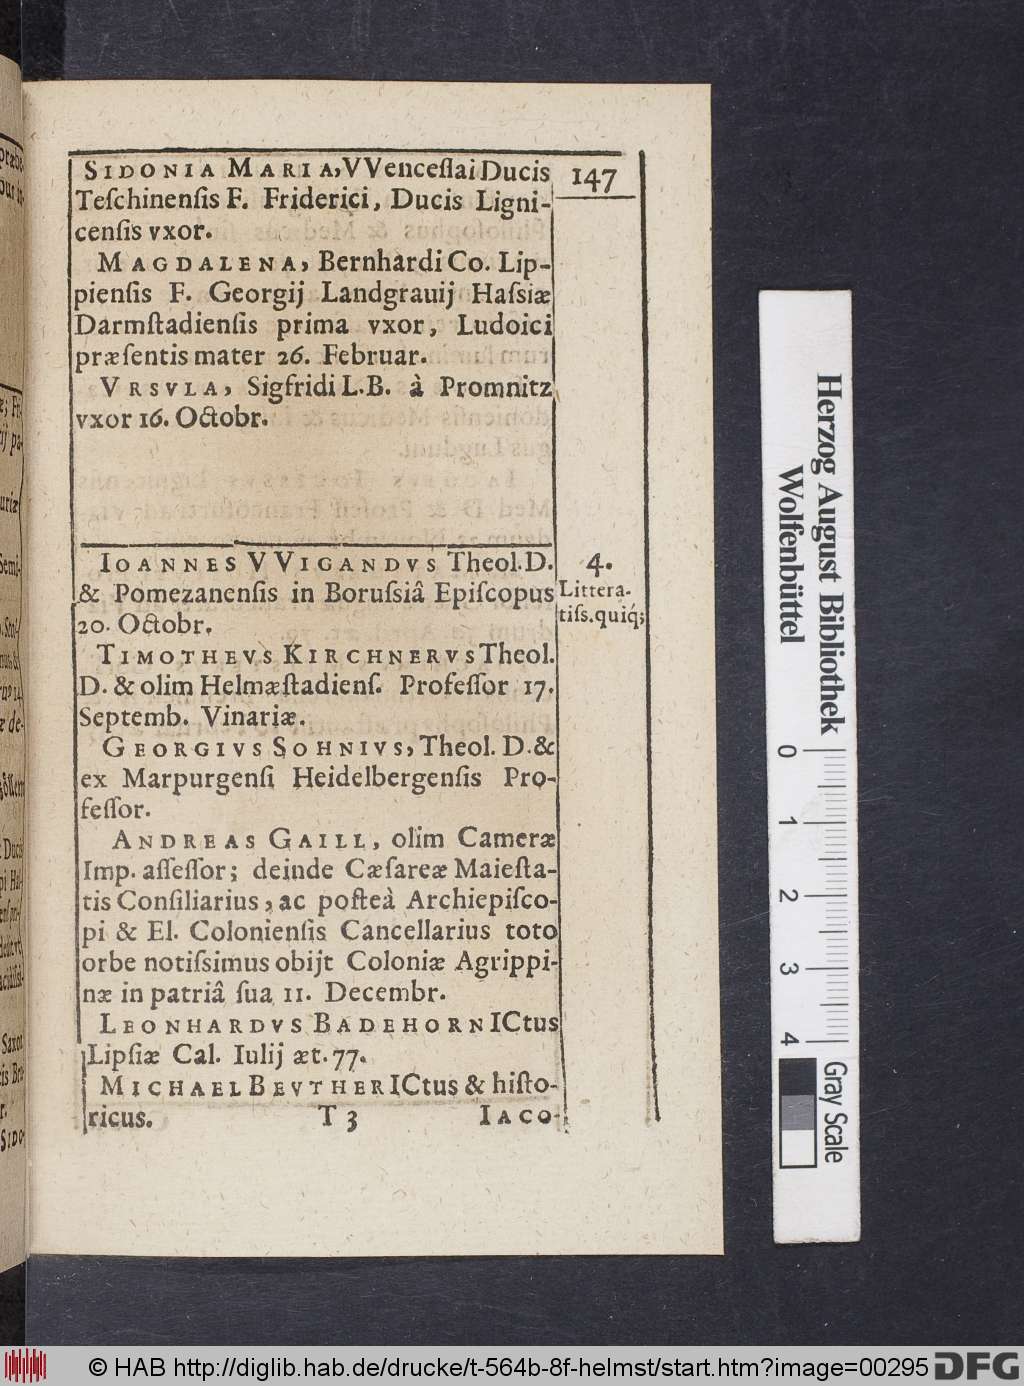 SIDONIA MARIA, VVenceſlai Ducis
Teſchinenſis F. Friderici, Ducis Ligni-
cenſis vxor.
MAGDALENA, Bernhardi Co. Lip-
pienſis F. Georgij Landgrauij Haſsiæ
Darmſtadienſis prima vxor, Ludoici
præſentis mater 26. Februar.
VRSVLA, Sigfridi L.B. à Promnitz
vxor 16. Octobr.
147
IOANNES VVIGANDVS Theol. D.
& Pomezanenſis in Boruſsiâ Epiſcopus
20. Octobr.
4.
Littera-
tiſs. quiq́;
TIMOTHEVS KIRCHNERVS Theol.
D. & olim Helmæſtadienſ. Profeſſor 17.
Septemb. Vinariæ.
GEORGIVS SOHNIVS, Theol. D. &
ex Marpurgenſi Heidelbergenſis Pro-
feſſor.
ANDREAS GAILL, olim Cameræ
Imp. aſſeſſor; deinde Cæſareæ Maieſta-
tis Conſiliarius, ac poſteà Archiepiſco-
pi & El. Colonienſis Cancellarius toto
orbe notiſsimus obijt Coloniæ Agrippi-
næ in patriâ ſua 11. Decembr.
LEONHARDVS BADEHORN ICtus
Lipſiæ Cal. Iulij æt. 77.
MICHAEL BEVTHER ICtus & hiſto-
ricus. T 3 IACO-
Herzog August Bibliothek
Wolfenbüttel
0 1 2 3 4
Gray Scale
© HAB http://diglib.hab.de/drucke/t-564b-8f-helmst/start.htm?image=00295
DFG